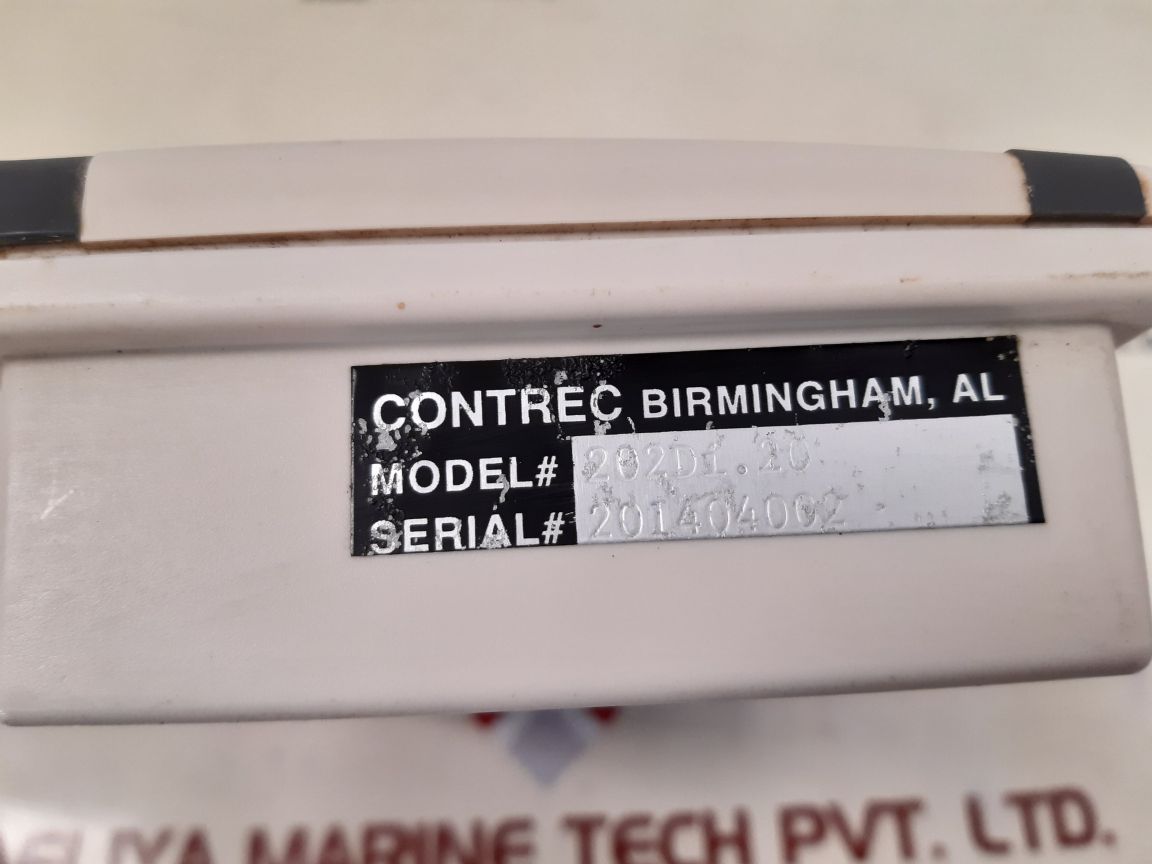 CONTREC BIRMINGHAM, AL
MODEL# 202D1.20
SERIAL# 201404002
MARINE TECH PVT. LTD.